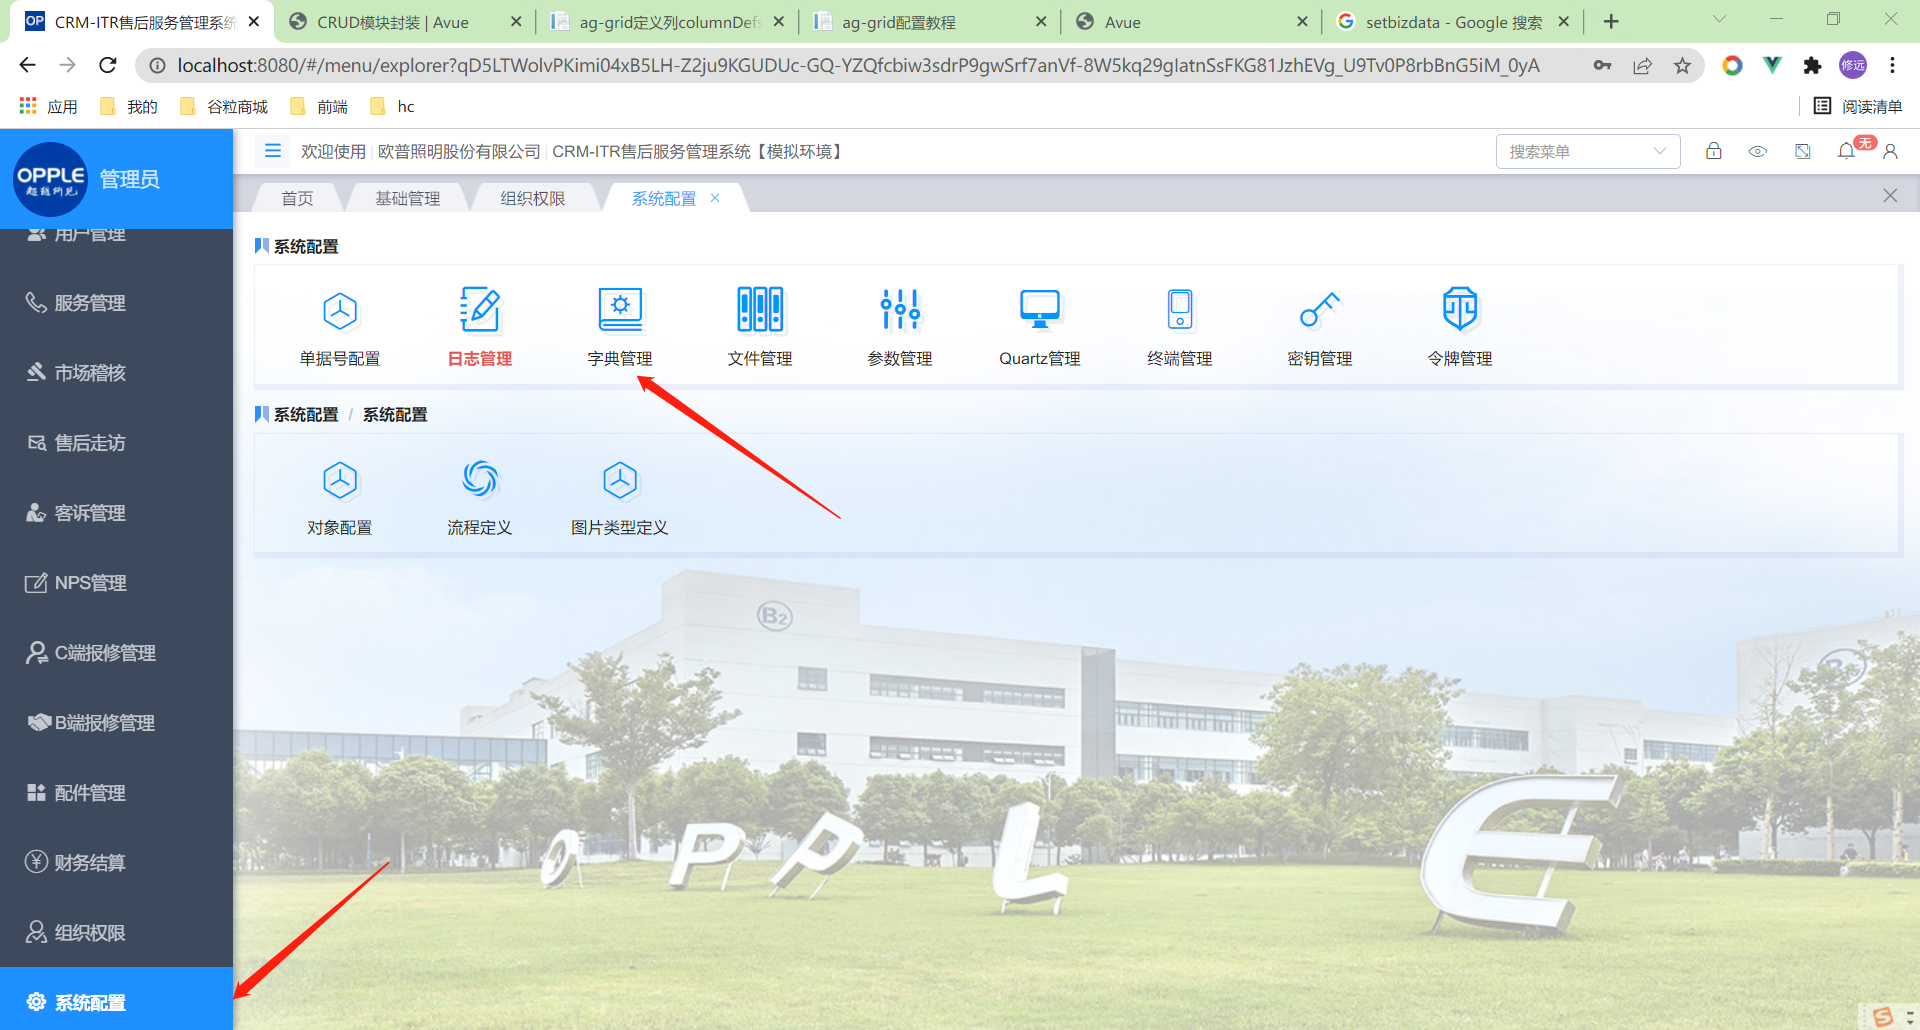 CRM-ITR售后服务管理系统
CRUD模块封装 | Avue
ag-grid定义列columnDefs
ag-grid配置教程
Avue
setbizdata - Google 搜索
localhost:8080/#/menu/explorer?qD5LTWolvPKimi04xB5LH-Z2ju9KGUDUc-GQ-YZQfcbiw3sdrP9gwSrf7anVf-8W5kq29glatnSsFKG81JzhEVg_U9Tv0P8rbBnG5iM_0yA
修远
应用
我的
谷粒商城
前端
hc
阅读清单
OPPLE
超越所见
管理员
欢迎使用 | 欧普照明股份有限公司 | CRM-ITR售后服务管理系统【模拟环境】
搜索菜单
无
首页
基础管理
组织权限
系统配置
用户管理
服务管理
市场稽核
售后走访
客诉管理
NPS管理
C端报修管理
B端报修管理
配件管理
财务结算
组织权限
系统配置
系统配置
单据号配置
日志管理
字典管理
文件管理
参数管理
Quartz管理
终端管理
密钥管理
令牌管理
系统配置 / 系统配置
对象配置
流程定义
图片类型定义
B2
B2
O P P L E